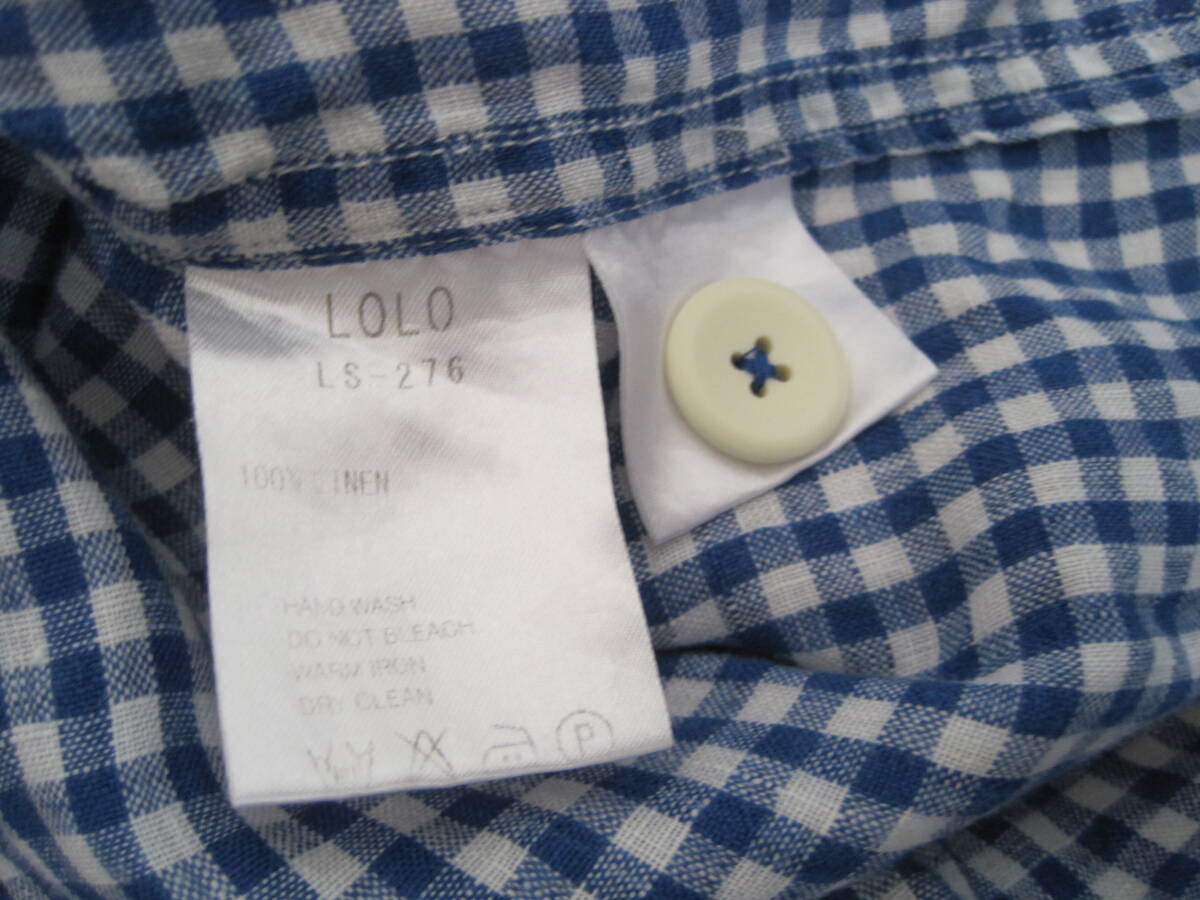 LOLO
LS-276
100% LINEN
HAND WASH
DO NOT BLEACH
WARM IRON
DRY CLEAN
P